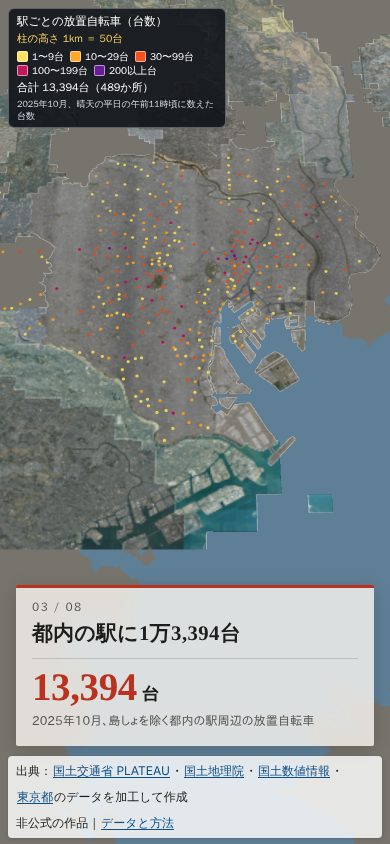 駅ごとの放置自転車（台数）
柱の高さ 1km ＝ 50台
1〜9台 10〜29台 30〜99台
100〜199台 200以上台
合計 13,394台（489か所）
2025年10月、晴天の平日の午前11時頃に数えた
台数
03 / 08
都内の駅に1万3,394台
13,394 台
2025年10月、島しょを除く都内の駅周辺の放置自転車
出典：国土交通省 PLATEAU・国土地理院・国土数値情報・
東京都のデータを加工して作成
非公式の作品｜データと方法